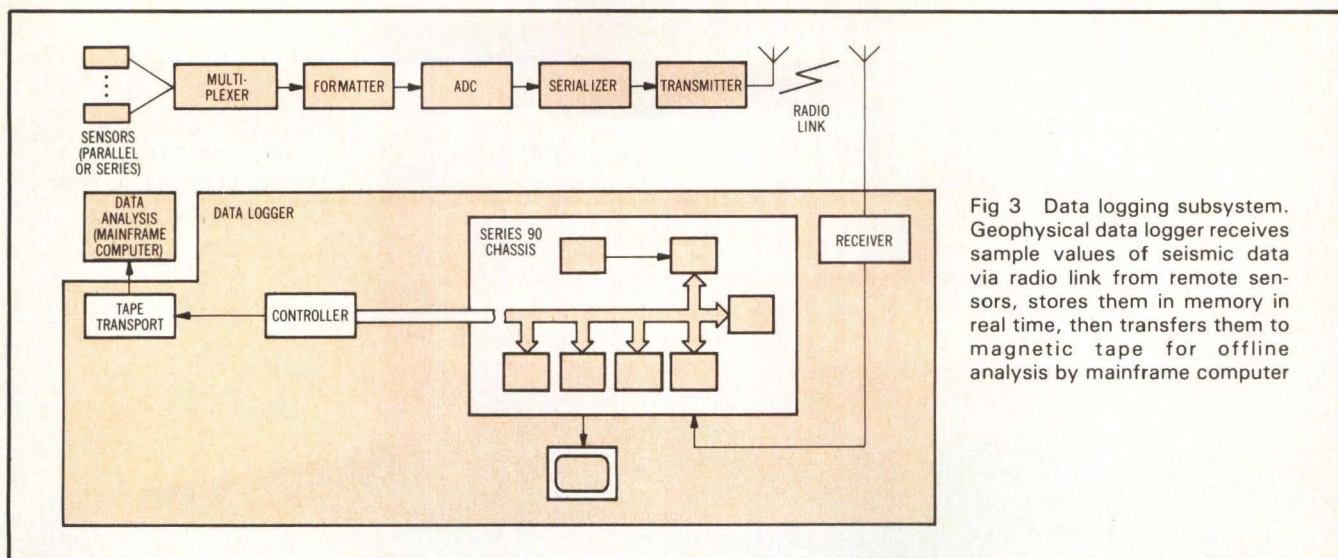 SENSORS
(PARALLEL
OR SERIES)
MULTI-
PLEXER
FORMATTER
ADC
SERIALIZER
TRANSMITTER
RADIO
LINK
DATA
ANALYSIS
(MAINFRAME
COMPUTER)
DATA LOGGER
TAPE
TRANSPORT
CONTROLLER
SERIES 90
CHASSIS
RECEIVER
Fig 3 Data logging subsystem.
Geophysical data logger receives
sample values of seismic data
via radio link from remote sen-
sors, stores them in memory in
real time, then transfers them to
magnetic tape for offline
analysis by mainframe computer